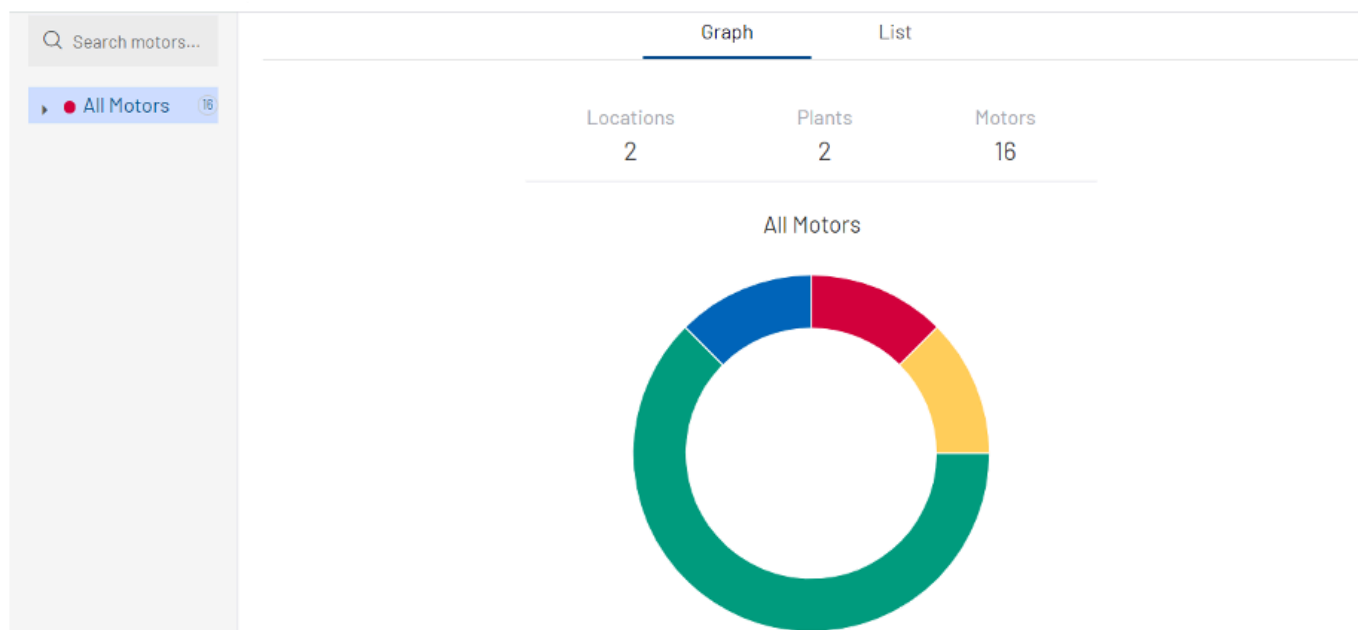 Search motors...
All Motors 16
Graph List
Locations Plants Motors
2 2 16
All Motors